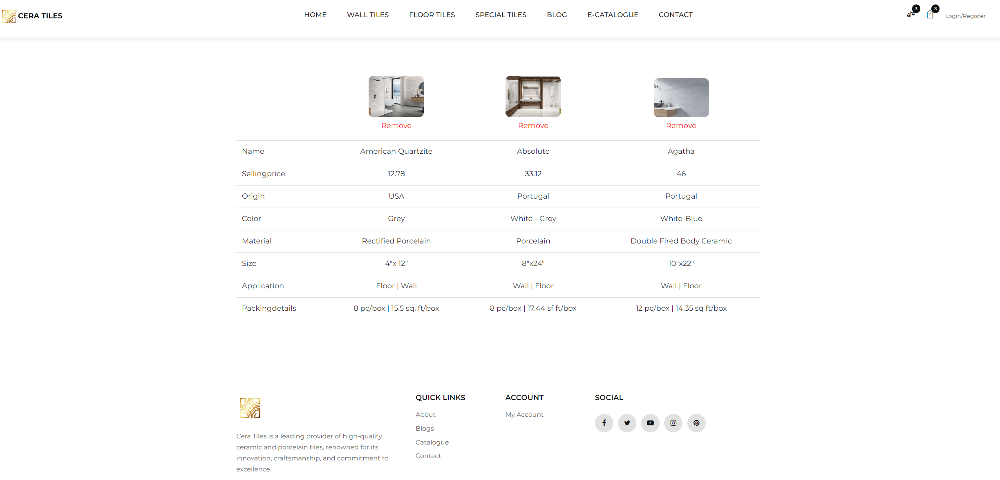 CERA TILES
HOME WALL TILES FLOOR TILES SPECIAL TILES BLOG E-CATALOGUE CONTACT
3 3 Login/Register
Remove Remove Remove
Name American Quartzite Absolute Agatha
Sellingprice 12.78 33.12 46
Origin USA Portugal Portugal
Color Grey White - Grey White-Blue
Material Rectified Porcelain Porcelain Double Fired Body Ceramic
Size 4"x 12" 8"x24" 10"x22"
Application Floor | Wall Wall | Floor Wall | Floor
Packingdetails 8 pc/box | 15.5 sq. ft/box 8 pc/box | 17.44 sf ft/box 12 pc/box | 14.35 sq ft/box
Cera Tiles is a leading provider of high-quality
ceramic and porcelain tiles, renowned for its
innovation, craftsmanship, and commitment to
excellence.
QUICK LINKS
About
Blogs
Catalogue
Contact
ACCOUNT
My Account
SOCIAL